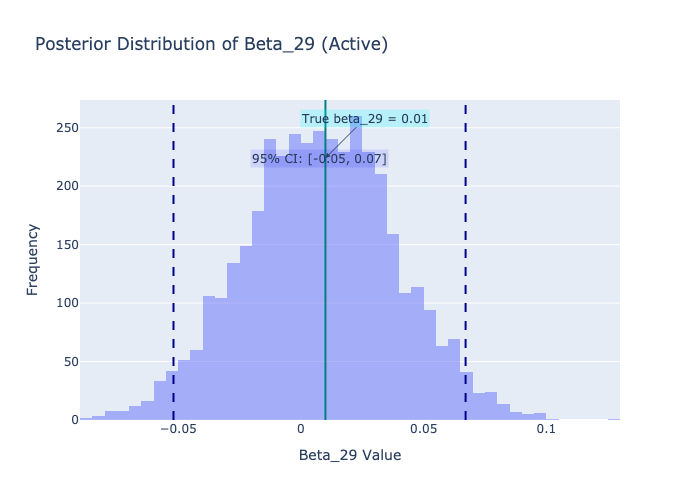 Posterior Distribution of Beta_29 (Active)
True beta_29 = 0.01
95% CI: [-0.05, 0.07]
250
200
150
100
50
0
Frequency
−0.05
0
0.05
0.1
Beta_29 Value